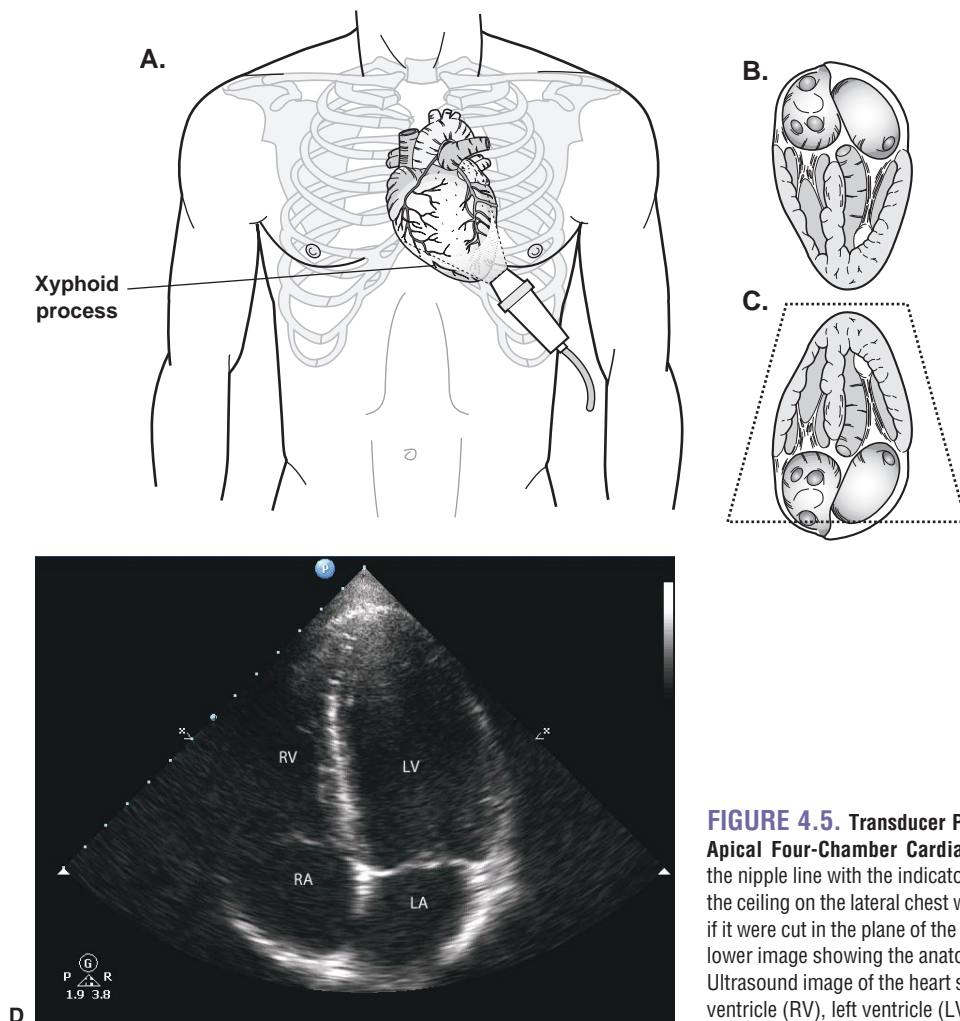 A.
Xyphoid
process
B.
C.
P
RV
LV
RA
LA
G
P R
1.9 3.8
D
FIGURE 4.5. Transducer P
Apical Four-Chamber Cardia
the nipple line with the indicato
the ceiling on the lateral chest w
if it were cut in the plane of the
lower image showing the anato
Ultrasound image of the heart s
ventricle (RV), left ventricle (LV